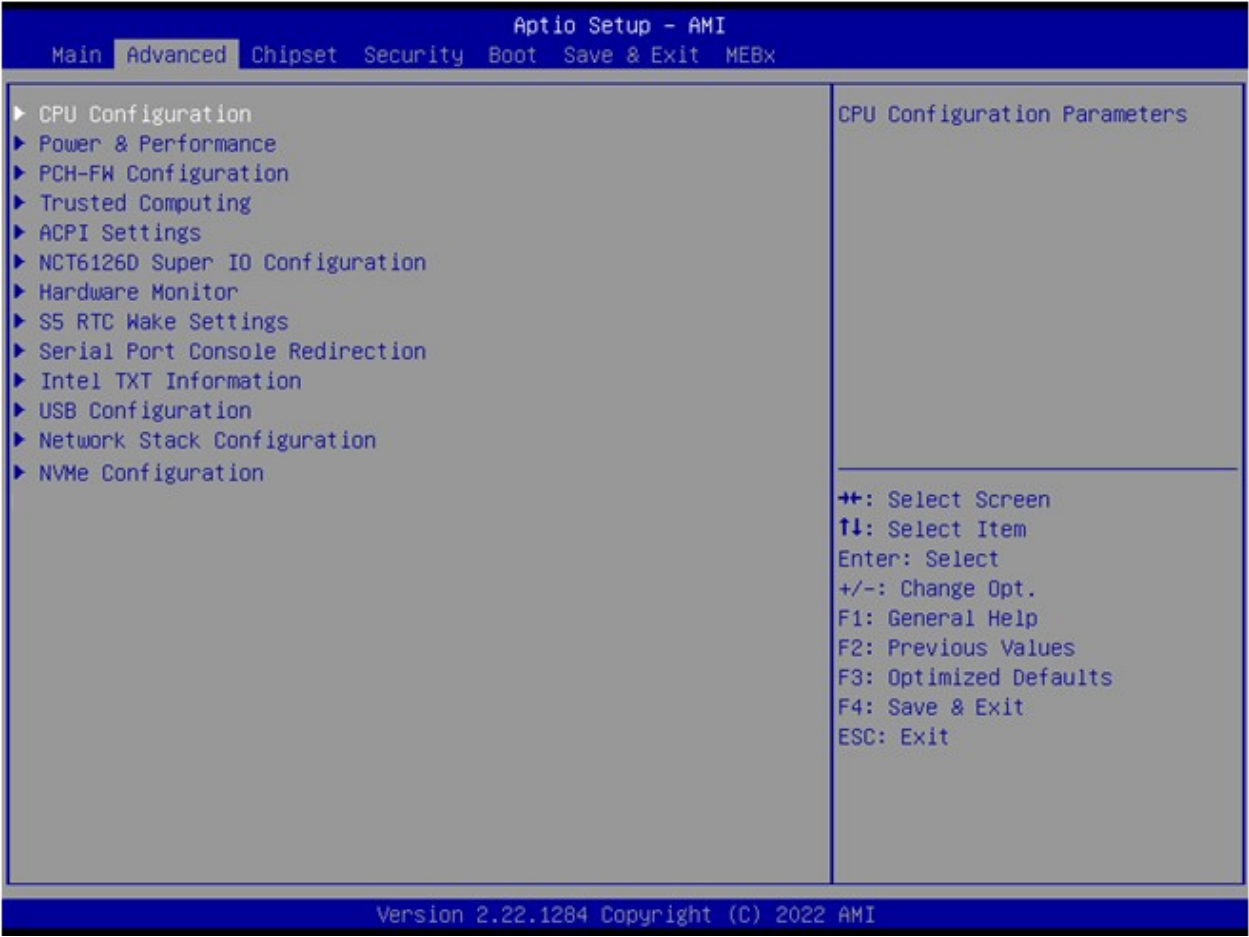 Aptio Setup – AMI
Main Advanced Chipset Security Boot Save & Exit MEBx
CPU Configuration
Power & Performance
PCH-FW Configuration
Trusted Computing
ACPI Settings
NCT6126D Super IO Configuration
Hardware Monitor
S5 RTC Wake Settings
Serial Port Console Redirection
Intel TXT Information
USB Configuration
Network Stack Configuration
NVMe Configuration
CPU Configuration Parameters
→←: Select Screen
↑↓: Select Item
Enter: Select
+/-: Change Opt.
F1: General Help
F2: Previous Values
F3: Optimized Defaults
F4: Save & Exit
ESC: Exit
Version 2.22.1284 Copyright (C) 2022 AMI